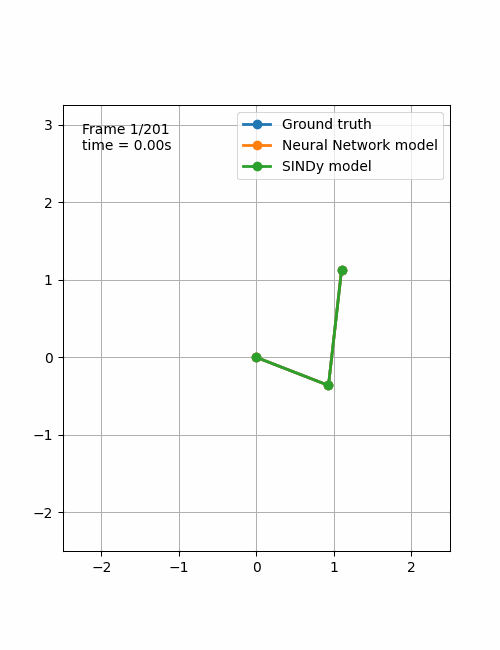 Frame 1/201
time = 0.00s
Ground truth
Neural Network model
SINDy model
3
2
1
0
−1
−2
−2
−1
0
1
2